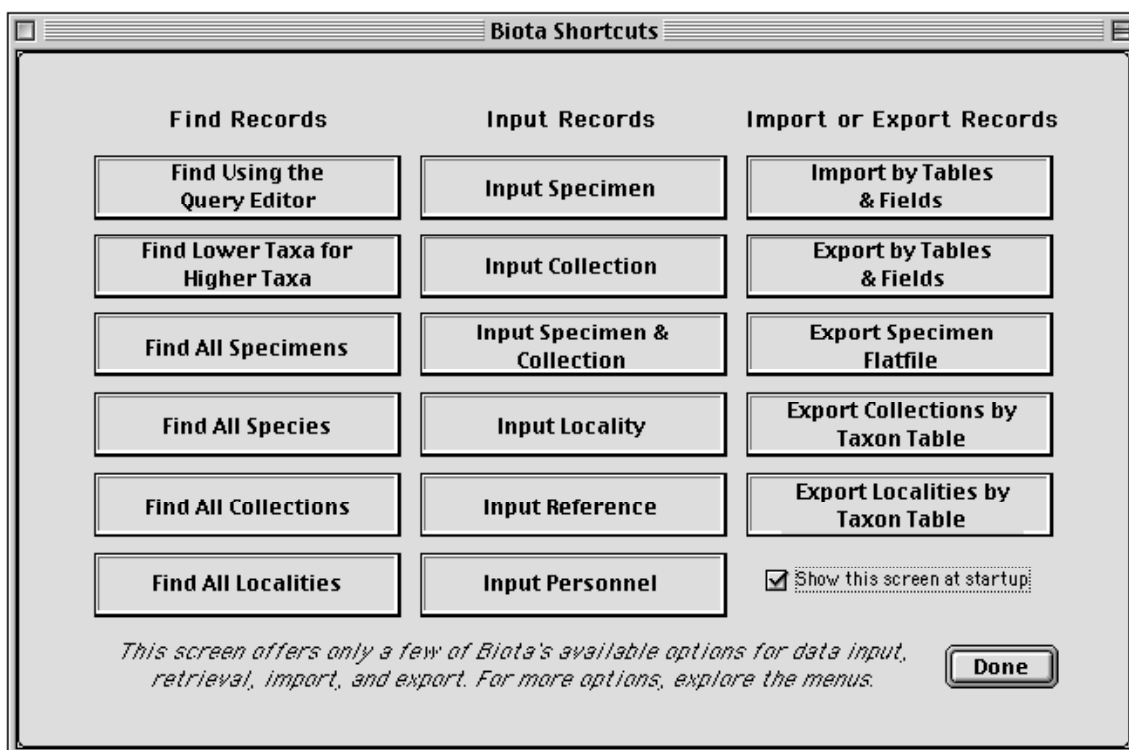 Biota Shortcuts
Find Records
Input Records
Import or Export Records
Find Using the
Query Editor
Input Specimen
Import by Tables
& Fields
Find Lower Taxa for
Higher Taxa
Input Collection
Export by Tables
& Fields
Find All Specimens
Input Specimen &
Collection
Export Specimen
Flatfile
Find All Species
Input Locality
Export Collections by
Taxon Table
Find All Collections
Input Reference
Export Localities by
Taxon Table
Find All Localities
Input Personnel
Show this screen at startup
This screen offers only a few of Biota's available options for data input,
retrieval, import, and export. For more options, explore the menus.
Done